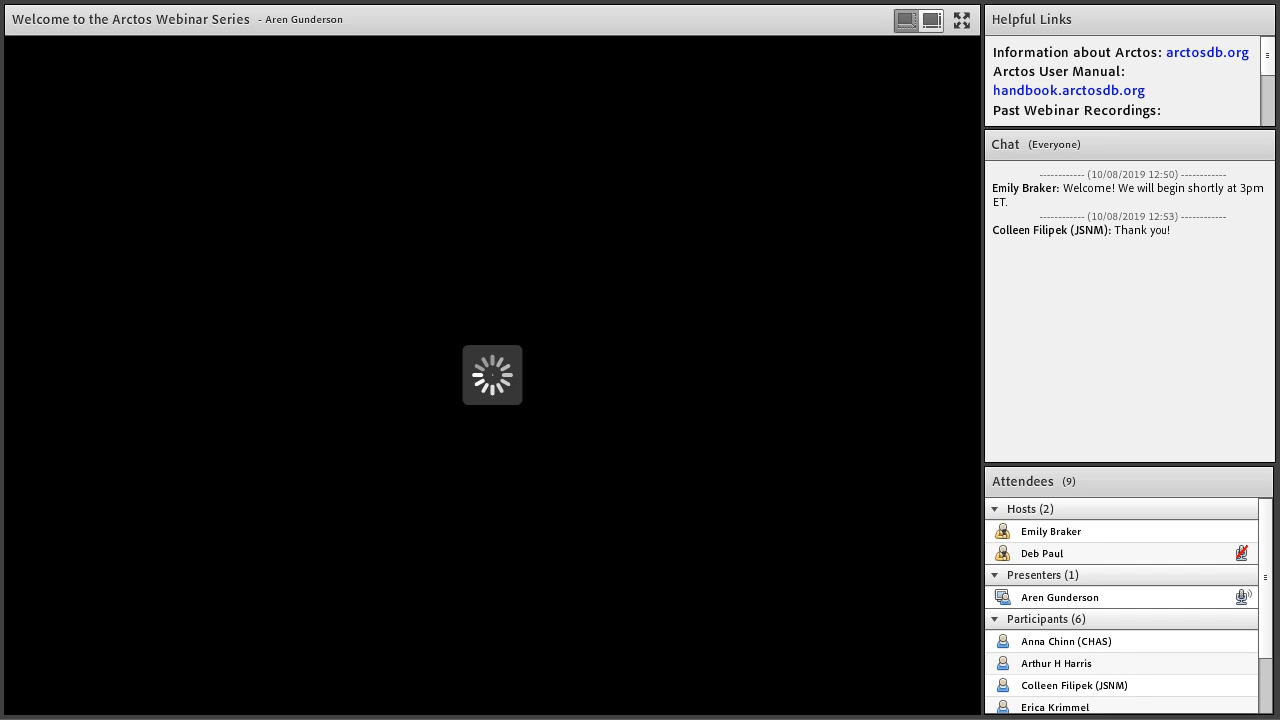 Welcome to the Arctos Webinar Series - Aren Gunderson
Helpful Links
Information about Arctos: arctosdb.org
Arctos User Manual:
handbook.arctosdb.org
Past Webinar Recordings:
Chat (Everyone)
------------ (10/08/2019 12:50) ------------
Emily Braker: Welcome! We will begin shortly at 3pm
ET.
------------ (10/08/2019 12:53) ------------
Colleen Filipek (JSNM): Thank you!
Attendees (9)
Hosts (2)
Emily Braker
Deb Paul
Presenters (1)
Aren Gunderson
Participants (6)
Anna Chinn (CHAS)
Arthur H Harris
Colleen Filipek (JSNM)
Erica Krimmel